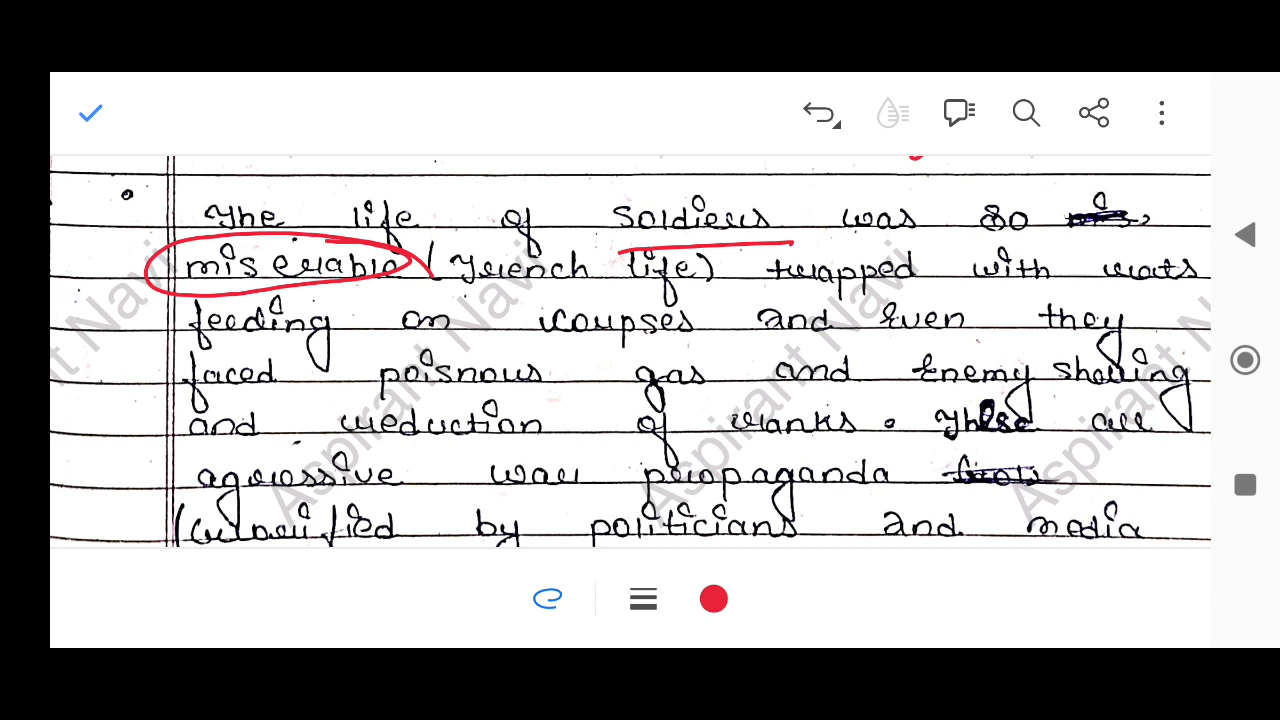 The life of Soldiers was so
miserable (Trench life) trapped with rats
feeding on corpses and Even they
faced poisnous gas and Enemy shelling
and reduction of ranks. These all
aggressive war propaganda
(Glorified by politicians and media
Aspirant Navi